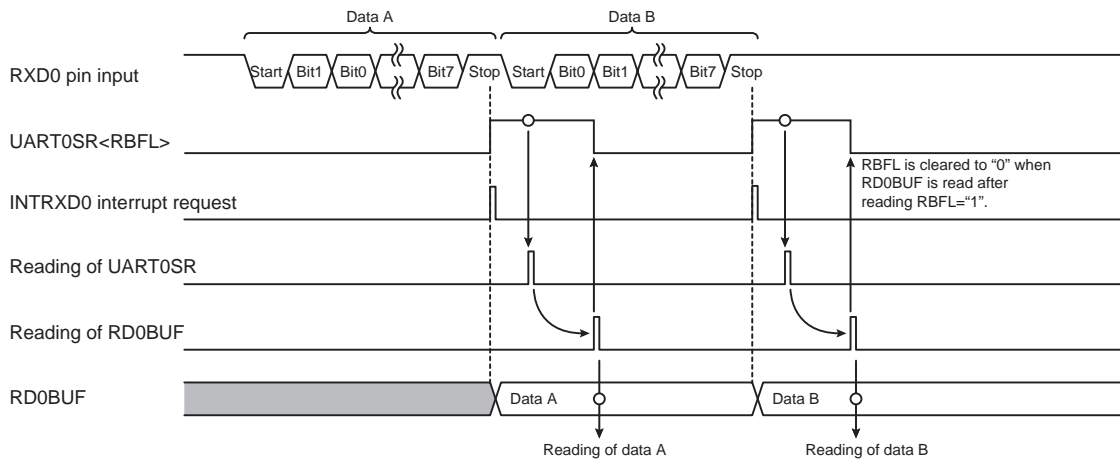 Data A Data B
RXD0 pin input Start Bit1 Bit0 Bit7 Stop Start Bit0 Bit1 Bit7 Stop
UART0SR<RBFL>
RBFL is cleared to “0” when
RD0BUF is read after
reading RBFL=“1”.
INTRXD0 interrupt request
Reading of UART0SR
Reading of RD0BUF
RD0BUF Data A Data B
Reading of data A Reading of data B